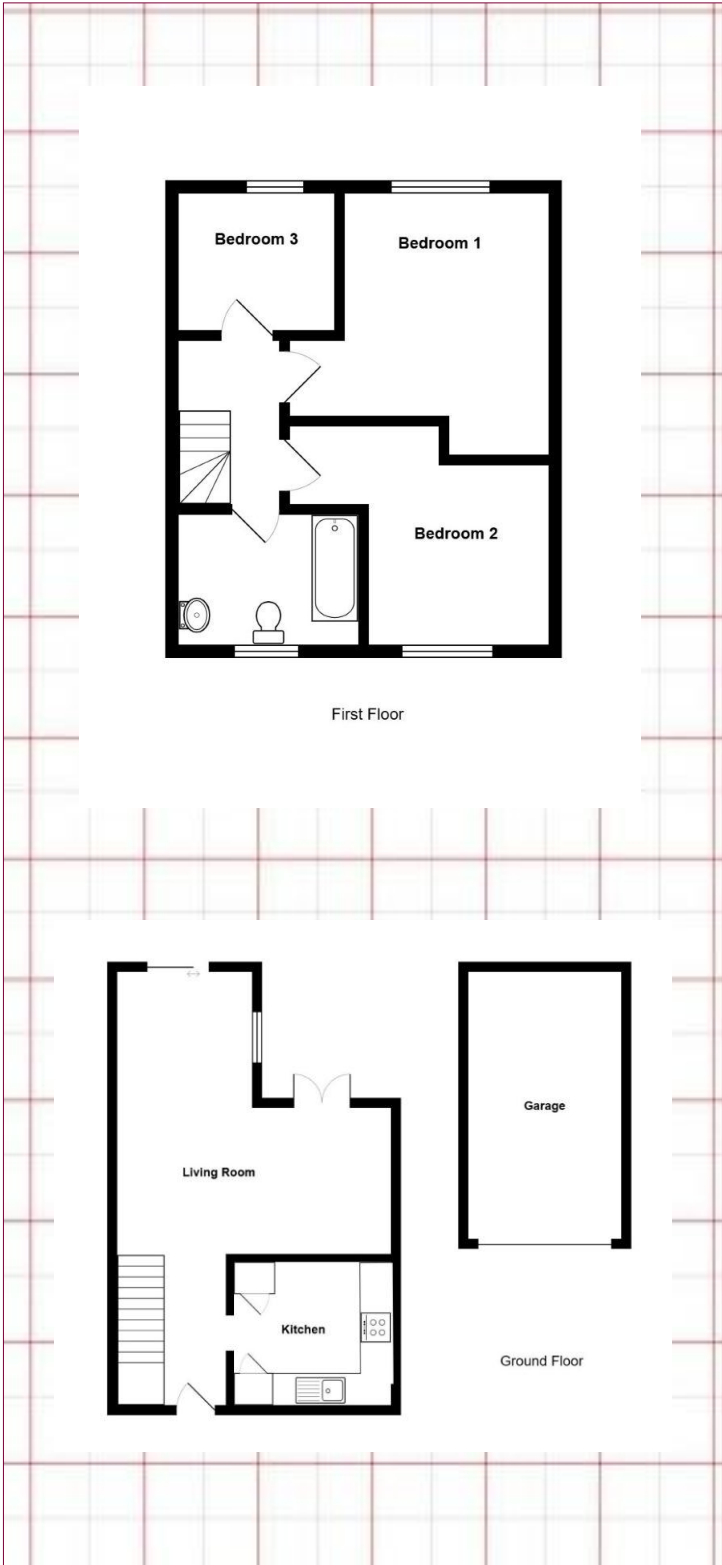 Bedroom 3
Bedroom 1
Bedroom 2
First Floor
Garage
Living Room
Kitchen
Ground Floor